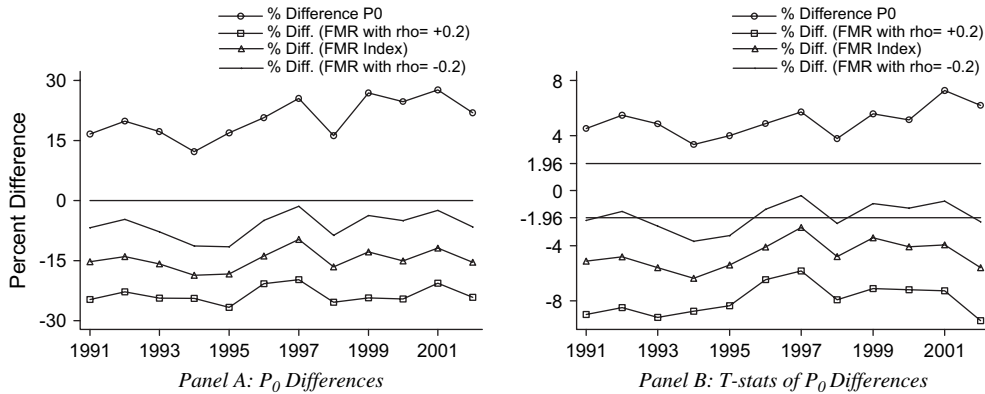 % Difference P0
% Diff. (FMR with rho= +0.2)
% Diff. (FMR Index)
% Diff. (FMR with rho= -0.2)
Percent Difference
30
15
0
-15
-30
1991 1993 1995 1997 1999 2001
Panel A: P0 Differences
% Difference P0
% Diff. (FMR with rho= +0.2)
% Diff. (FMR Index)
% Diff. (FMR with rho= -0.2)
8
4
1.96
0
-1.96
-4
-8
1991 1993 1995 1997 1999 2001
Panel B: T-stats of P0 Differences